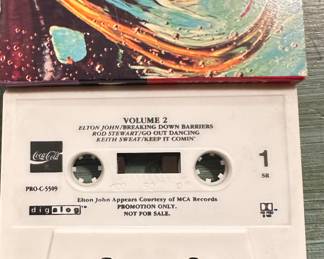 VOLUME 2
ELTON JOHN/BREAKING DOWN BARRIERS
ROD STEWART/GO OUT DANCING
KEITH SWEAT/KEEP IT COMIN'
Coca-Cola
1
SR
PRO-C-5509
Elton John Appears Courtesy of MCA Records
digalog
PROMOTION ONLY.
NOT FOR SALE.